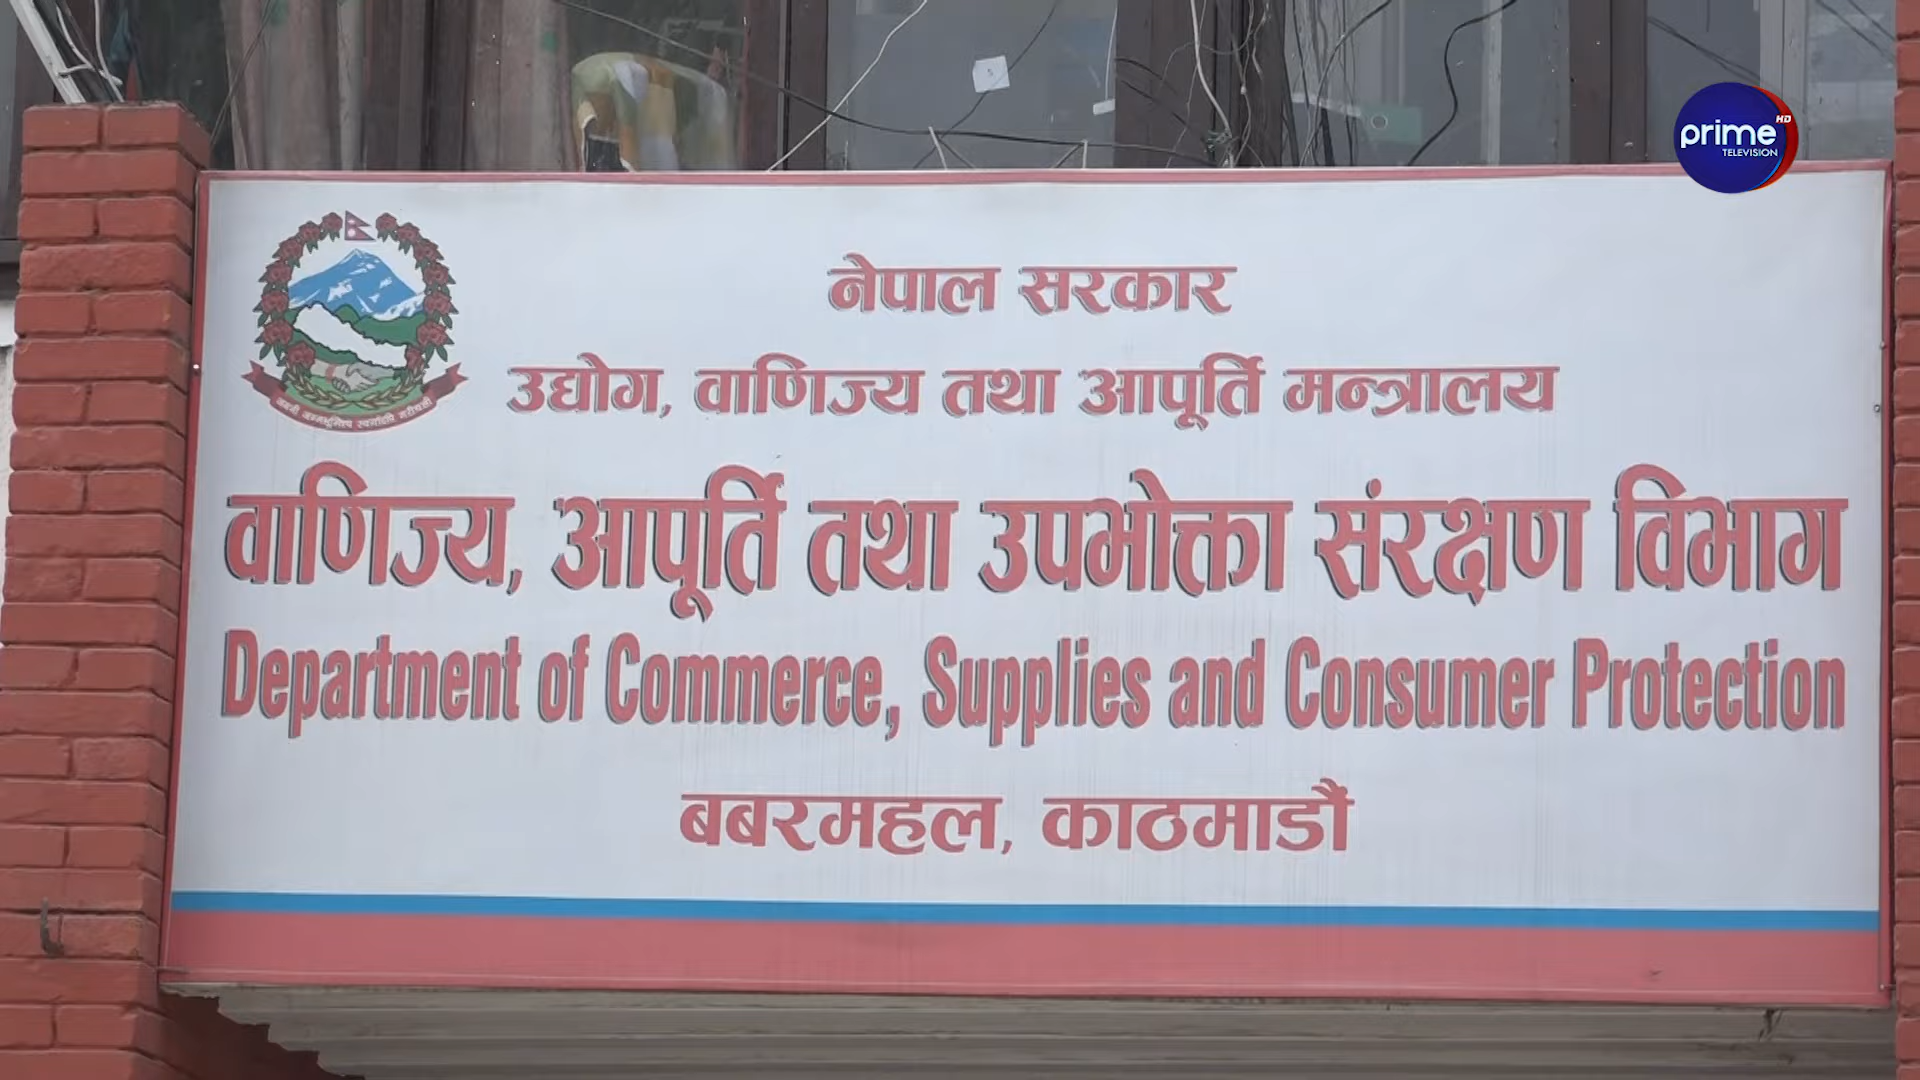 prime HD
TELEVISION
नेपाल सरकार
उद्योग, वाणिज्य तथा आपूर्ति मन्त्रालय
वाणिज्य, आपूर्ति तथा उपभोक्ता संरक्षण विभाग
Department of Commerce, Supplies and Consumer Protection
बबरमहल, काठमाडौं